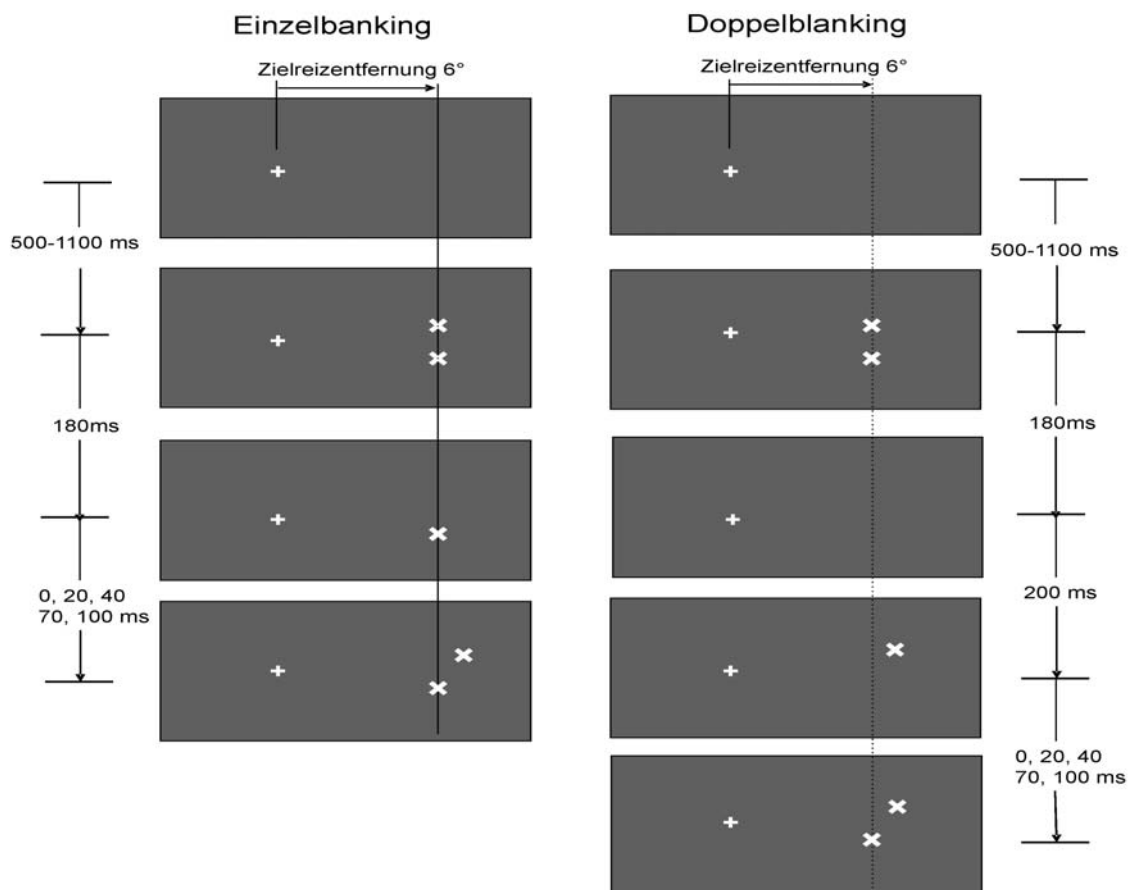 Einzelbanking
Zielreizentfernung 6°
500-1100 ms
180ms
0, 20, 40
70, 100 ms
Doppelblanking
Zielreizentfernung 6°
500-1100 ms
180ms
200 ms
0, 20, 40
70, 100 ms